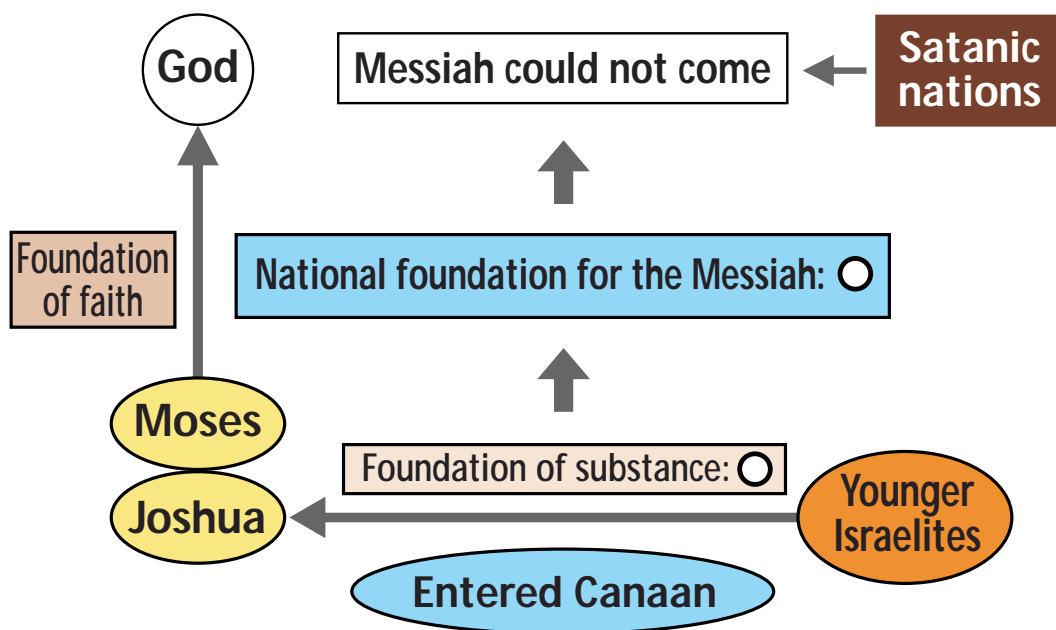 God
Messiah could not come
Satanic
nations
Foundation
of faith
National foundation for the Messiah:
Moses
Foundation of substance:
Joshua
Younger
Israelites
Entered Canaan